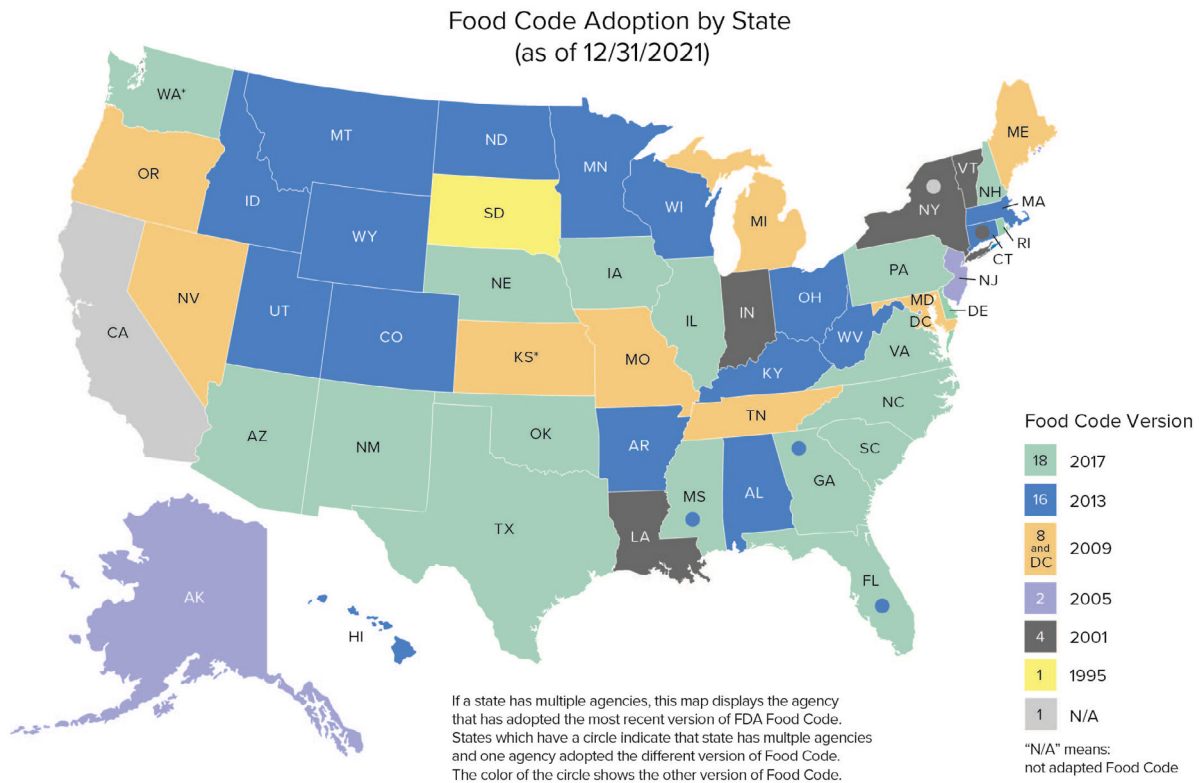 Food Code Adoption by State
(as of 12/31/2021)
WA*
MT
ND
MN
ME
OR
ID
SD
WI
MI
VT
NH
NY
MA
WY
RI
CT
NE
IA
PA
NJ
NV
UT
CO
IL
IN
OH
MD
DC
DE
WV
VA
CA
KS*
MO
KY
NC
TN
AZ
NM
OK
AR
SC
MS
AL
GA
TX
LA
FL
AK
HI
Food Code Version
18 2017
16 2013
8
and
DC
2009
2 2005
4 2001
1 1995
1 N/A
"N/A" means:
not adapted Food Code
If a state has multiple agencies, this map displays the agency
that has adopted the most recent version of FDA Food Code.
States which have a circle indicate that state has multple agencies
and one agency adopted the different version of Food Code.
The color of the circle shows the other version of Food Code.